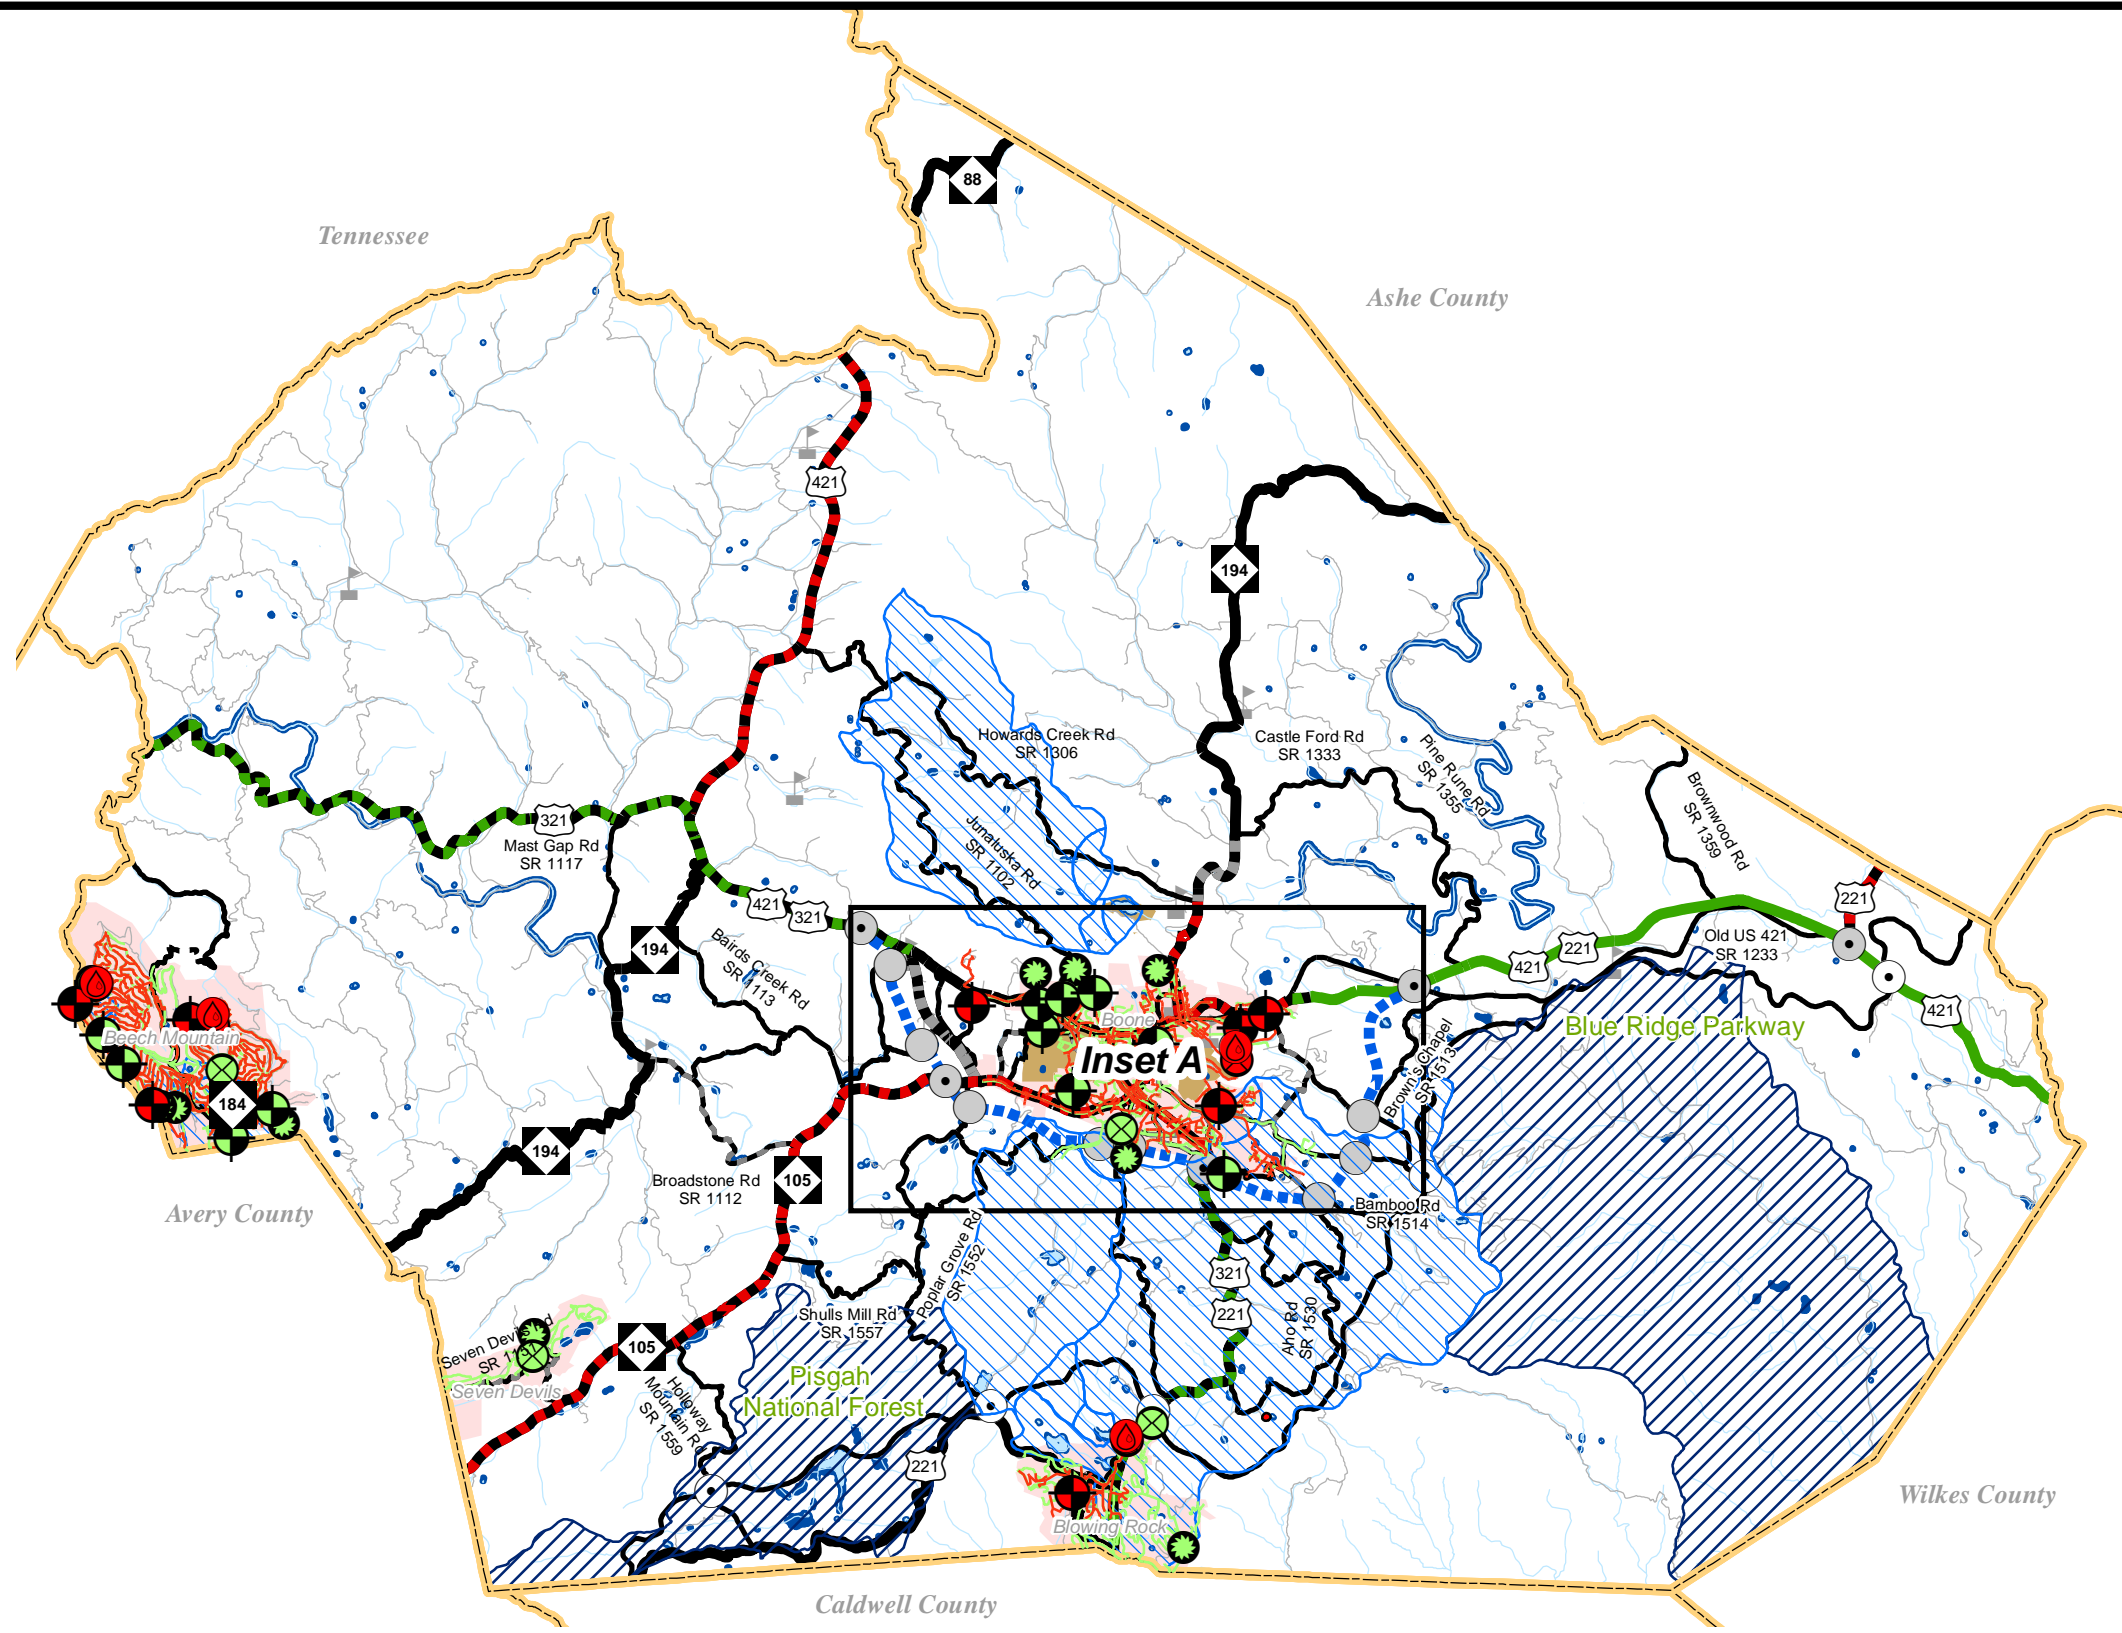 88
Tennessee
Ashe County
421
194
Howards Creek Rd
SR 1306
Castle Ford Rd
SR 1333
Pine Rune Rd
SR 1355
Brownwood Rd
SR 1359
321
Mast Gap Rd
SR 1117
Junaluska Rd
SR 1102
421
321
194
Bairds Creek Rd
SR 1113
221
Old US 421
SR 1233
221
421
421
Boone
Blue Ridge Parkway
Beech Mountain
Inset A
Brown's Chapel
SR 1513
184
194
Broadstone Rd
SR 1112
105
Bamboo Rd
SR 1514
Avery County
Poplar Grove Rd
SR 1552
321
221
Aho Rd
SR 1530
Shulls Mill Rd
SR 1557
Seven Devils Rd
105
Seven Devils
Holloway
Mountain Rd
SR 1559
Pisgah
National Forest
221
Wilkes County
Blowing Rock
Caldwell County